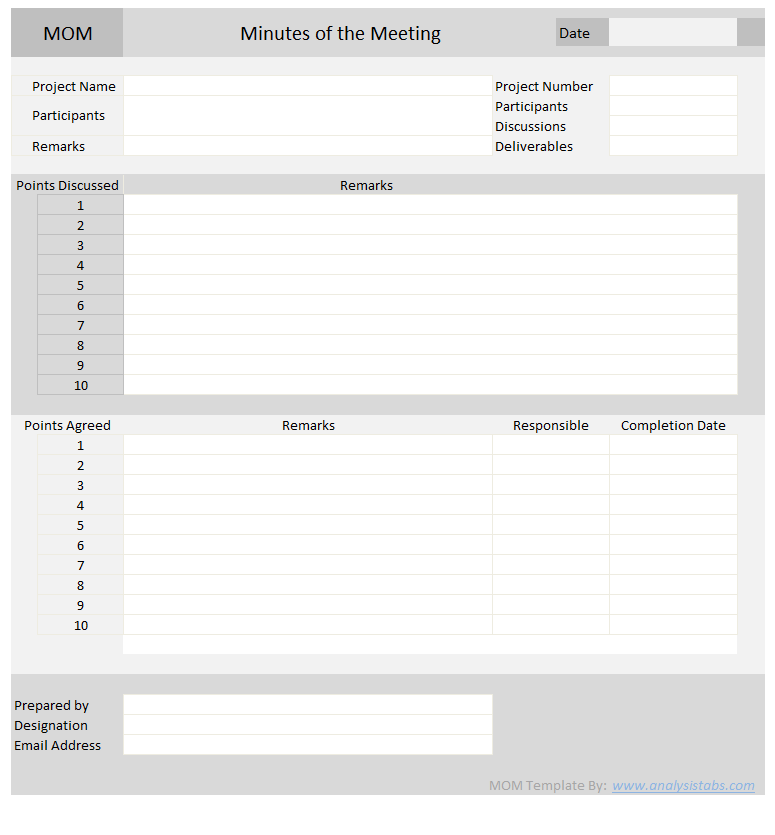 MOM Minutes of the Meeting Date
Project Name Project Number
Participants Participants
Discussions
Remarks Deliverables
Points Discussed Remarks
1
2
3
4
5
6
7
8
9
10
Points Agreed Remarks Responsible Completion Date
1
2
3
4
5
6
7
8
9
10
Prepared by
Designation
Email Address
MOM Template By: www.analysistabs.com